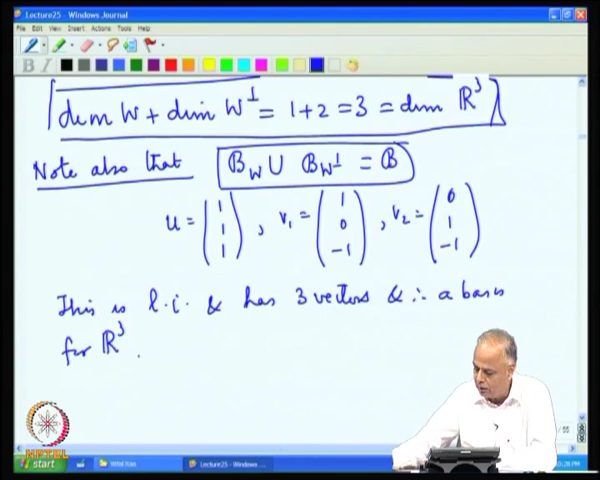 Lecture25 - Windows Journal
File Edit View Insert Actions Tools Help
B I
dim W + dim W⊥ = 1+2 = 3 = dim ℝ³
Note also that B_W ∪ B_W⊥ = B
u = (1 1 1), v₁ = (1 0 -1), v₂ = (0 1 -1)
This is l.i. & has 3 vectors & ∴ a basis
for ℝ³.
NPTEL
start Lecture25 - Windows ...